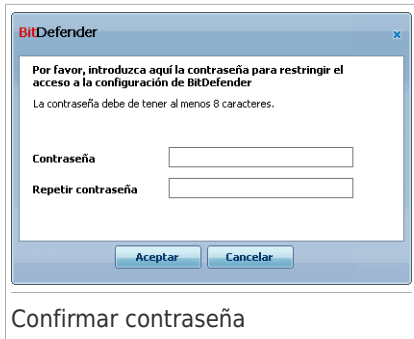 BitDefender
x
Por favor, introduzca aquí la contraseña para restringir el
acceso a la configuración de BitDefender
La contraseña debe de tener al menos 8 caracteres.
Contraseña
Repetir contraseña
Aceptar Cancelar
Confirmar contraseña